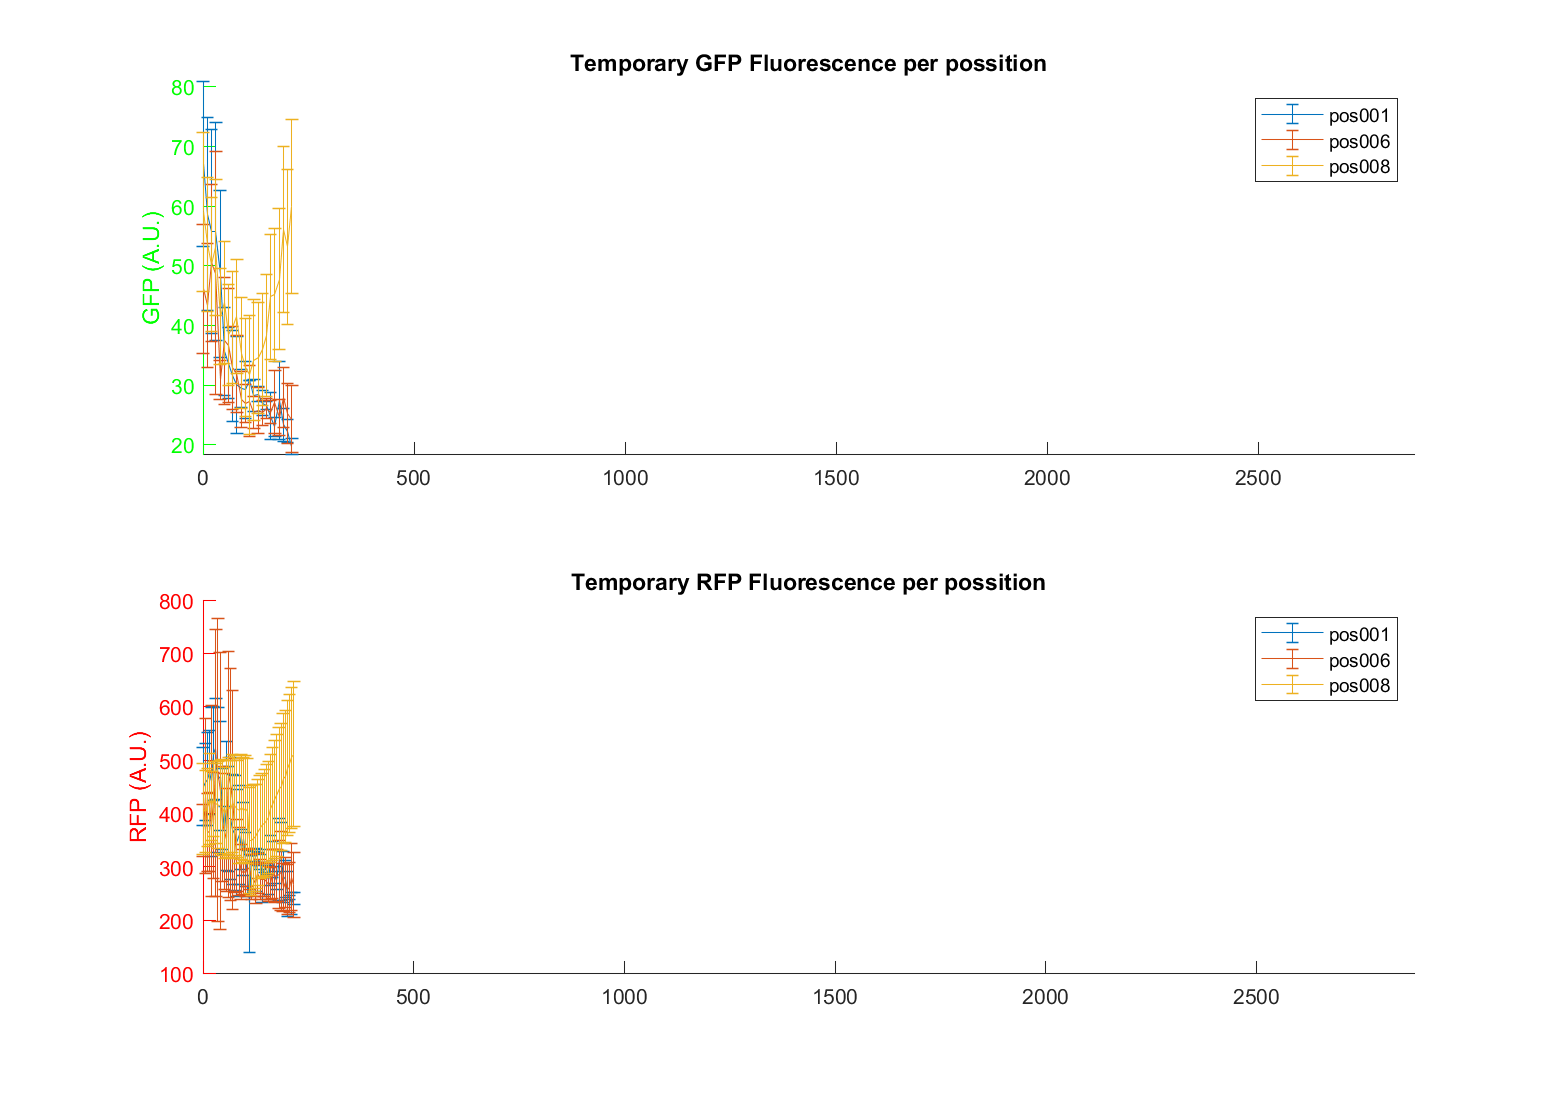 Temporary GFP Fluorescence per possition
80
70
60
50
40
30
20
GFP (A.U.)
0 500 1000 1500 2000 2500
pos001
pos006
pos008
Temporary RFP Fluorescence per possition
800
700
600
500
400
300
200
100
RFP (A.U.)
0 500 1000 1500 2000 2500
pos001
pos006
pos008